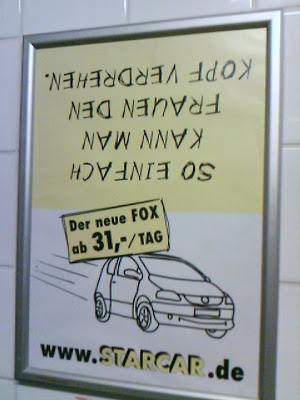 SO EINFACH
KANN MAN
FRAUEN DEN
KOPF VERDREHEN.
Der neue FOX
ab 31,-/TAG
www.STARCAR.de